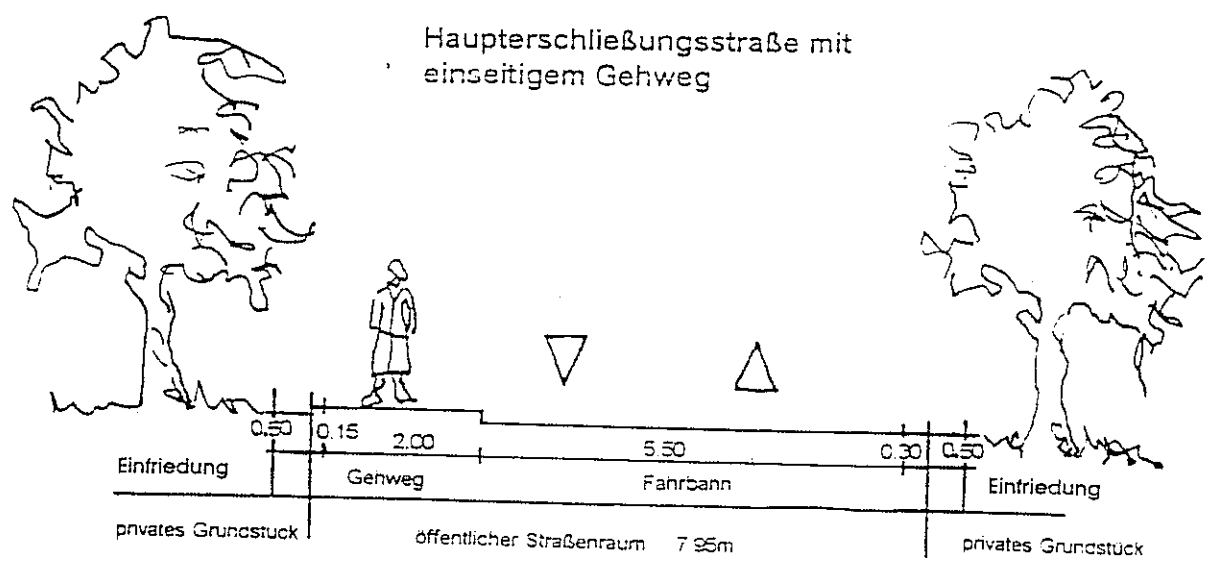 Haupterschließungsstraße mit
einseitigem Gehweg
0.50 0.15 2.00 5.50 0.30 0.50
Einfriedung Gehweg Fahrbahn Einfriedung
privates Grundstück öffentlicher Straßenraum 7 95m privates Grundstück